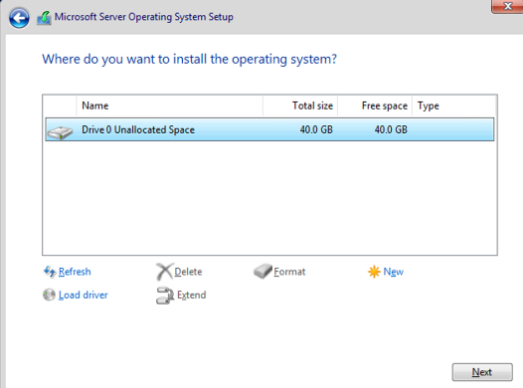 Microsoft Server Operating System Setup
Where do you want to install the operating system?
Name Total size Free space Type
Drive 0 Unallocated Space 40.0 GB 40.0 GB
Refresh Delete Format New
Load driver Extend
Next